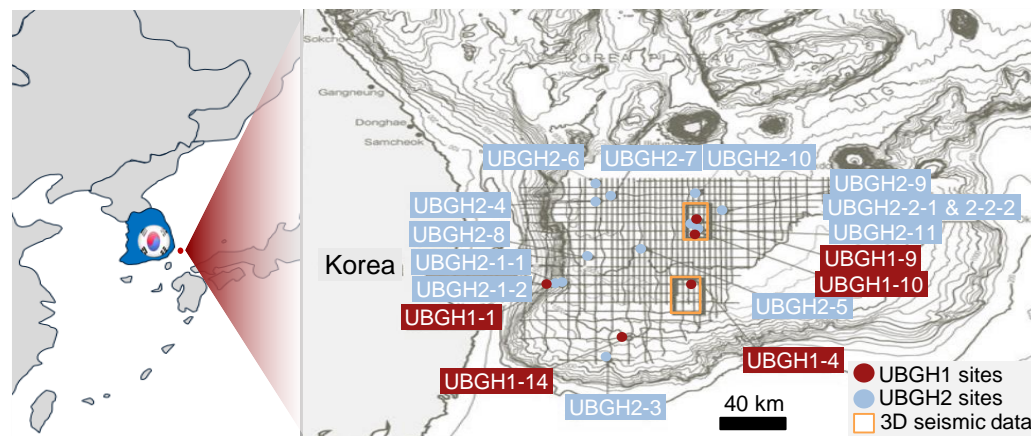 Sokcho
KOREA PLATEAU
Gangneung
Donghae
Samcheok
UBGH2-6
UBGH2-7
UBGH2-10
UBGH2-4
UBGH2-9
UBGH2-2-1 & 2-2-2
UBGH2-8
UBGH2-11
Korea
UBGH2-1-1
UBGH1-9
UBGH2-1-2
UBGH1-10
UBGH1-1
UBGH2-5
UBGH1-14
UBGH1-4
UBGH2-3
40 km
UBGH1 sites
UBGH2 sites
3D seismic data